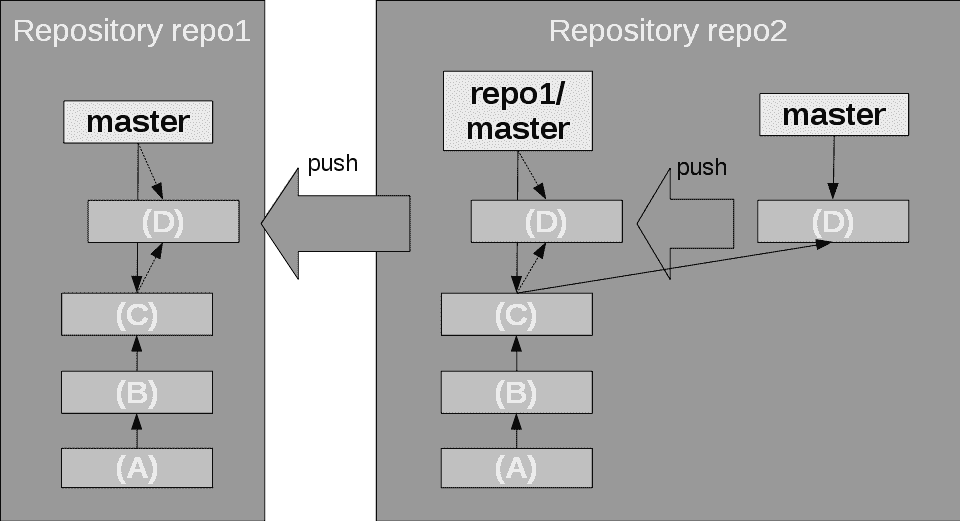 Repository repo1
master
(D)
(C)
(B)
(A)
push
Repository repo2
repo1/
master
(D)
(C)
(B)
(A)
push
master
(D)